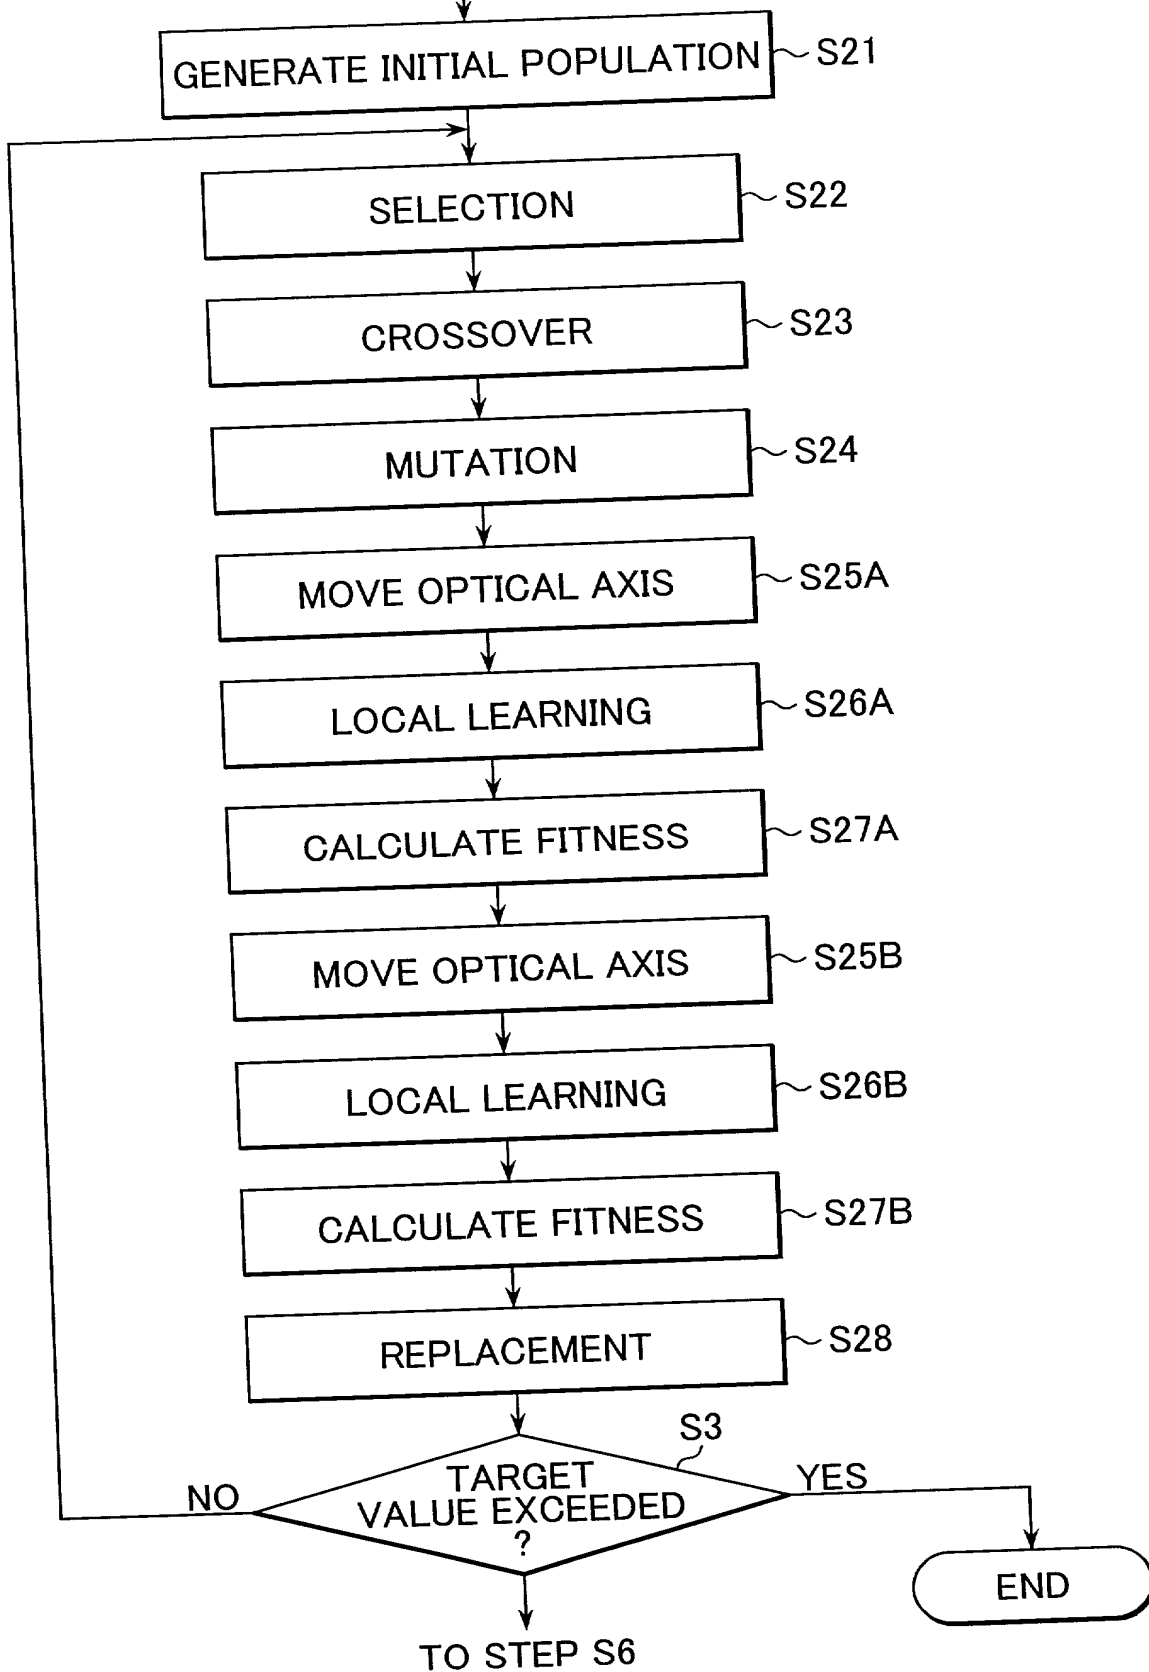 GENERATE INITIAL POPULATION
S21
SELECTION
S22
CROSSOVER
S23
MUTATION
S24
MOVE OPTICAL AXIS
S25A
LOCAL LEARNING
S26A
CALCULATE FITNESS
S27A
MOVE OPTICAL AXIS
S25B
LOCAL LEARNING
S26B
CALCULATE FITNESS
S27B
REPLACEMENT
S28
S3
TARGET
VALUE EXCEEDED
?
NO
YES
END
TO STEP S6